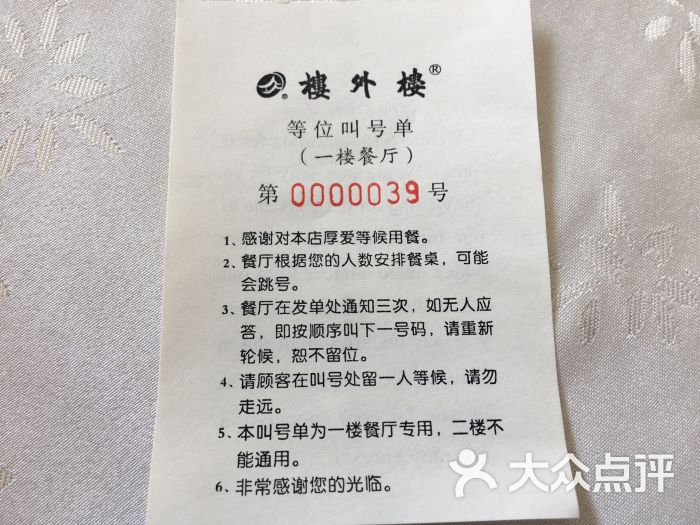 樓外樓®
等位叫号单
（一楼餐厅）
第 0000039 号
1、感谢对本店厚爱等候用餐。
2、餐厅根据您的人数安排餐桌，可能
会跳号。
3、餐厅在发单处通知三次，如无人应
答，即按顺序叫下一号码，请重新
轮候，恕不留位。
4、请顾客在叫号处留一人等候，请勿
走远。
5、本叫号单为一楼餐厅专用，二楼不
能通用。
6、非常感谢您的光临。
大众点评